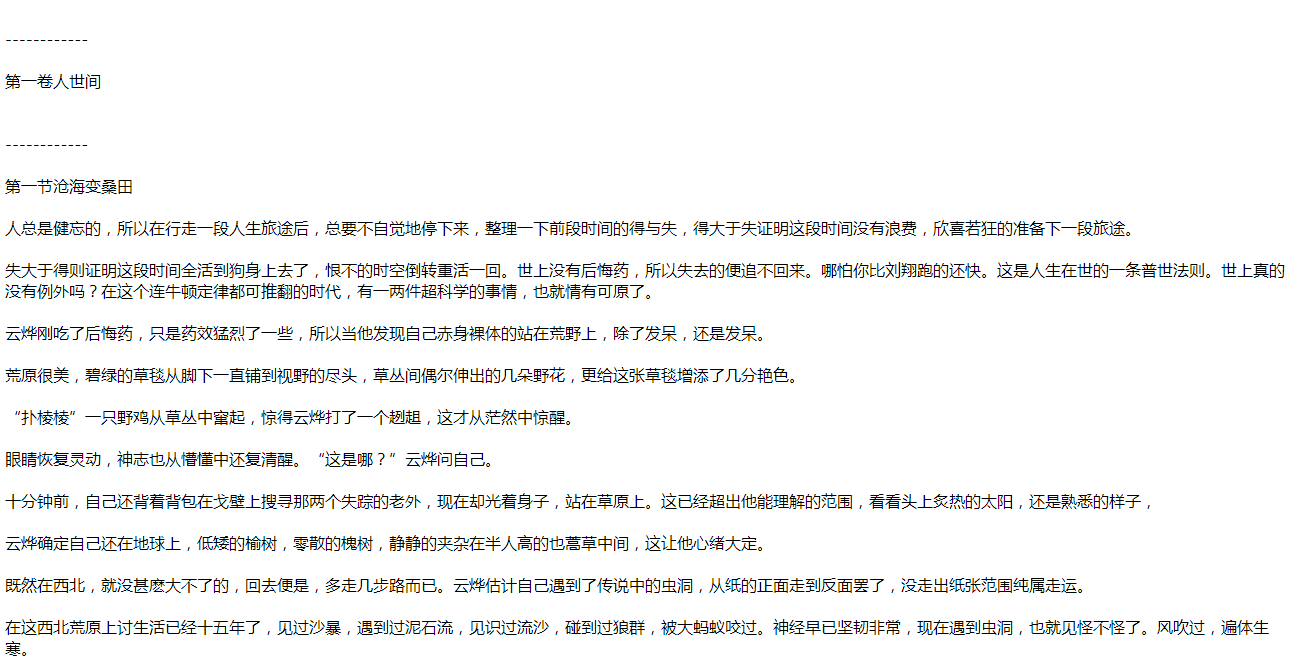 ------------
第一卷人世间
------------
第一节沧海变桑田
人总是健忘的，所以在行走一段人生旅途后，总要不自觉地停下来，整理一下前段时间的得与失，得大于失证明这段时间没有浪费，欣喜若狂的准备下一段旅途。
失大于得则证明这段时间全活到狗身上去了，恨不的时空倒转重活一回。世上没有后悔药，所以失去的便追不回来。哪怕你比刘翔跑的还快。这是人生在世的一条普世法则。世上真的
没有例外吗？在这个连牛顿定律都可推翻的时代，有一两件超科学的事情，也就情有可原了。
云烨刚吃了后悔药，只是药效猛烈了一些，所以当他发现自己赤身裸体的站在荒野上，除了发呆，还是发呆。
荒原很美，碧绿的草毯从脚下一直铺到视野的尽头，草丛间偶尔伸出的几朵野花，更给这张草毯增添了几分艳色。
“扑棱棱”一只野鸡从草丛中窜起，惊得云烨打了一个趔趄，这才从茫然中惊醒。
眼睛恢复灵动，神志也从懵懂中还复清醒。“这是哪？”云烨问自己。
十分钟前，自己还背着背包在戈壁上搜寻那两个失踪的老外，现在却光着身子，站在草原上。这已经超出他能理解的范围，看看头上炙热的太阳，还是熟悉的样子，
云烨确定自己还在地球上，低矮的榆树，零散的槐树，静静的夹杂在半人高的也蒿草中间，这让他心绪大定。
既然在西北，就没甚麽大不了的，回去便是，多走几步路而已。云烨估计自己遇到了传说中的虫洞，从纸的正面走到反面罢了，没走出纸张范围纯属走运。
在这西北荒原上讨生活已经十五年了，见过沙暴，遇到过泥石流，见识过流沙，碰到过狼群，被大蚂蚁咬过。神经早已坚韧非常，现在遇到虫洞，也就见怪不怪了。风吹过，遍体生
寒。